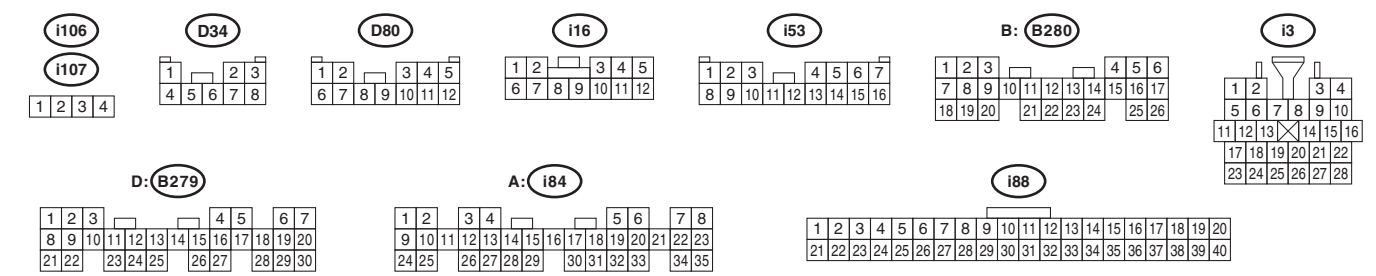 i106
i107
1 2 3 4
D34
1 2 3
4 5 6 7 8
D80
1 2 3 4 5
6 7 8 9 10 11 12
i16
1 2 3 4 5
6 7 8 9 10 11 12
i53
1 2 3 4 5 6 7
8 9 10 11 12 13 14 15 16
B: B280
1 2 3 4 5 6
7 8 9 10 11 12 13 14 15 16 17
18 19 20 21 22 23 24 25 26
i3
1 2 3 4
5 6 7 8 9 10
11 12 13 14 15 16
17 18 19 20 21 22
23 24 25 26 27 28
D: B279
1 2 3 4 5 6 7
8 9 10 11 12 13 14 15 16 17 18 19 20
21 22 23 24 25 26 27 28 29 30
A: i84
1 2 3 4 5 6 7 8
9 10 11 12 13 14 15 16 17 18 19 20 21 22 23
24 25 26 27 28 29 30 31 32 33 34 35
i88
1 2 3 4 5 6 7 8 9 10 11 12 13 14 15 16 17 18 19 20
21 22 23 24 25 26 27 28 29 30 31 32 33 34 35 36 37 38 39 40